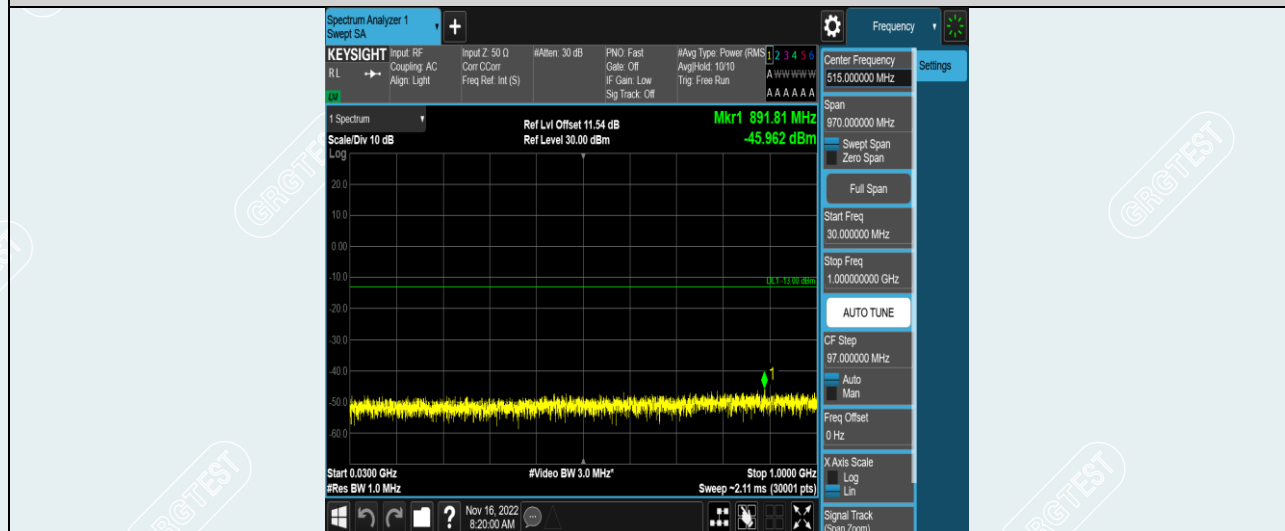 Spectrum Analyzer 1
Swept SA
+
Frequency
KEYSIGHT
Input: RF
Input Z: 50 Ω
#Atten: 30 dB
PNO: Fast
#Avg Type: Power (RMS
1 2 3 4 5 6
RL
Coupling: AC
Corr CCorr
Gate: Off
Avg|Hold: 10/10
A W W W W W
Align: Light
Freq Ref: Int (S)
IF Gain: Low
Trig: Free Run
Sig Track: Off
A A A A A A
LXI
1 Spectrum
Ref Lvl Offset 11.54 dB
Mkr1 891.81 MHz
Scale/Div 10 dB
Ref Level 30.00 dBm
-45.962 dBm
Log
20.0
10.0
0.00
-10.0
DL1 -13.00 dBm
-20.0
-30.0
-40.0
1
-50.0
-60.0
Start 0.0300 GHz
#Video BW 3.0 MHz*
Stop 1.0000 GHz
#Res BW 1.0 MHz
Sweep ~2.11 ms (30001 pts)
?
Nov 16, 2022
8:20:00 AM
Center Frequency
515.000000 MHz
Settings
Span
970.000000 MHz
Swept Span
Zero Span
Full Span
Start Freq
30.000000 MHz
Stop Freq
1.000000000 GHz
AUTO TUNE
CF Step
97.000000 MHz
Auto
Man
Freq Offset
0 Hz
X Axis Scale
Log
Lin
Signal Track
(Span Zoom)
GRGTEST
GRGTEST
GRGTEST
GRGTEST